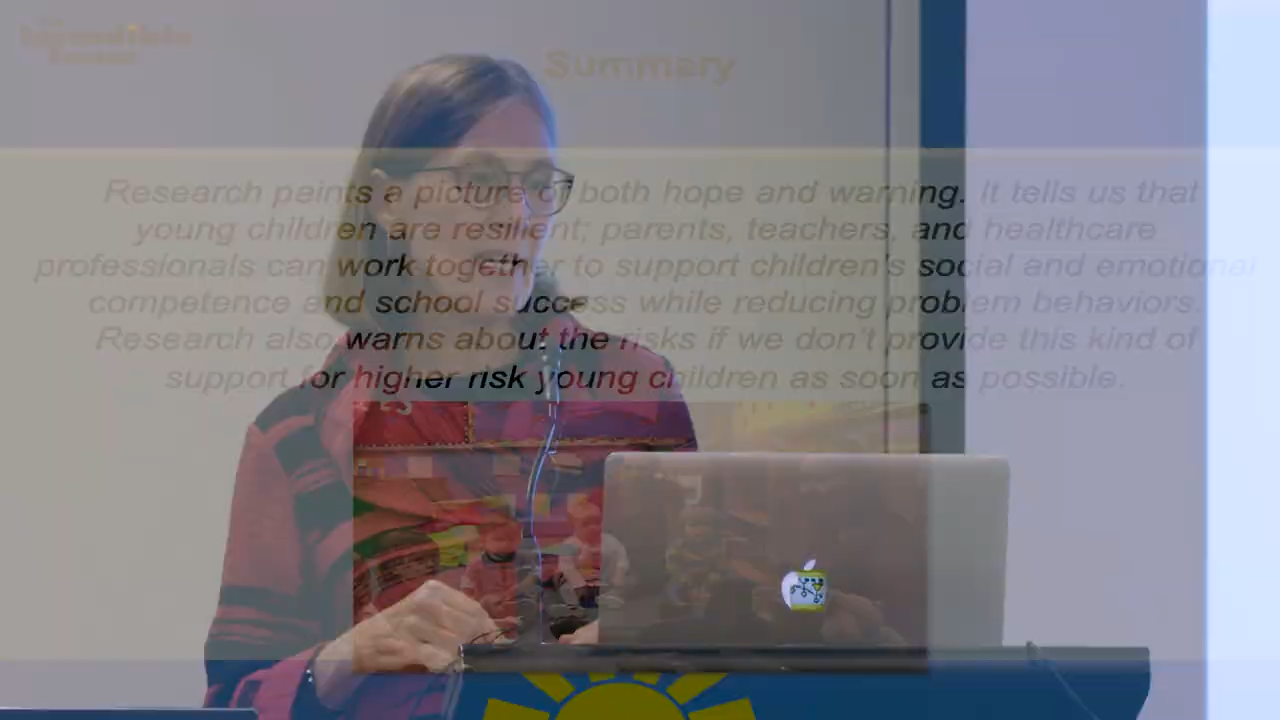 Summary
Research paints a picture of both hope and warning. It tells us that
young children are resilient; parents, teachers, and healthcare
professionals can work together to support children's social and emotional
competence and school success while reducing problem behaviors.
Research also warns about the risks if we don't provide this kind of
support for higher risk young children as soon as possible.